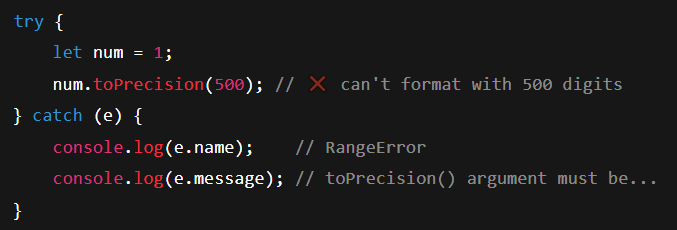 try {
    let num = 1;
    num.toPrecision(500); // ❌ can't format with 500 digits
} catch (e) {
    console.log(e.name);    // RangeError
    console.log(e.message); // toPrecision() argument must be...
}